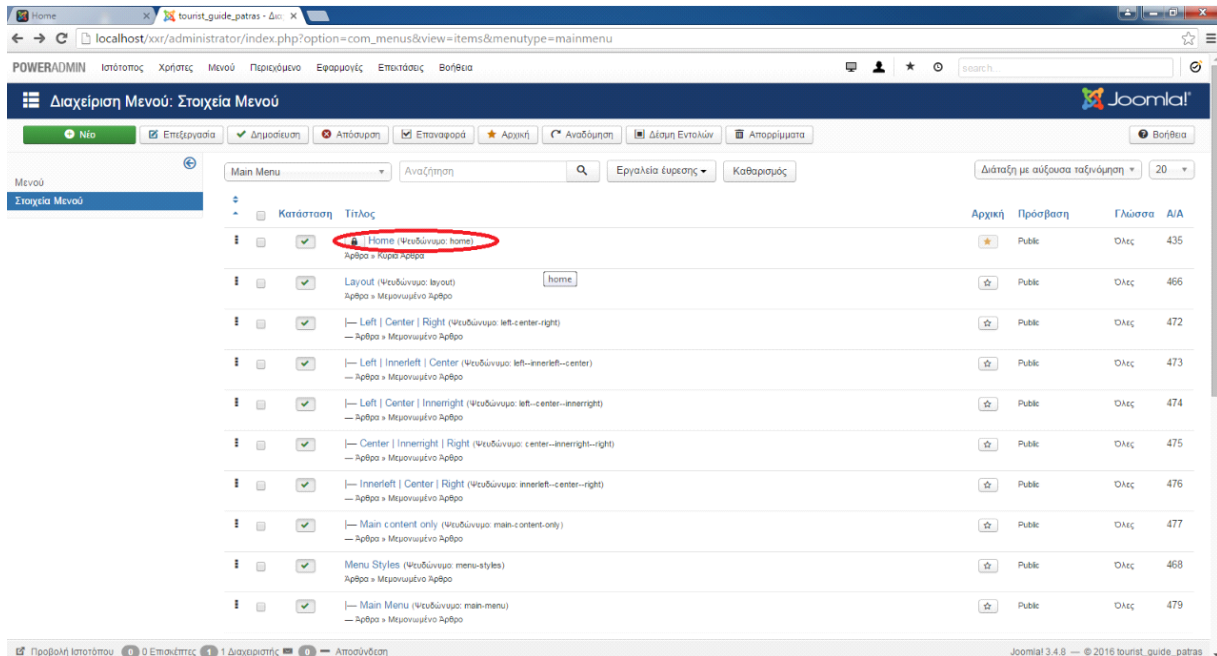 Home tourist_guide_patras - Διαχ
localhost/xxr/administrator/index.php?option=com_menus&view=items&menutype=mainmenu
POWERADMIN Ιστότοπος Χρήστες Μενού Περιεχόμενο Εφαρμογές Επεκτάσεις Βοήθεια search...
Διαχείριση Μενού: Στοιχεία Μενού Joomla!
Νέο Επεξεργασία Δημοσίευση Απόσυρση Επαναφορά Αρχική Αναδόμηση Δέσμη Εντολών Απορρίμματα Βοήθεια
Μενού
Στοιχεία Μενού
Main Menu Αναζήτηση Εργαλεία έυρεσης Καθαρισμός Διάταξη με αύξουσα ταξινόμηση 20
Κατάσταση Τίτλος Αρχική Πρόσβαση Γλώσσα Α/Α
| Home (Ψευδώνυμο: home) Public Όλες 435
Άρθρα » Κύρια Άρθρα
Layout (Ψευδώνυμο: layout) home Public Όλες 466
Άρθρα » Μεμονωμένο Άρθρο
|— Left | Center | Right (Ψευδώνυμο: left-center-right) Public Όλες 472
— Άρθρα » Μεμονωμένο Άρθρο
|— Left | Innerleft | Center (Ψευδώνυμο: left--innerleft--center) Public Όλες 473
— Άρθρα » Μεμονωμένο Άρθρο
|— Left | Center | Innerright (Ψευδώνυμο: left--center--innerright) Public Όλες 474
— Άρθρα » Μεμονωμένο Άρθρο
|— Center | Innerright | Right (Ψευδώνυμο: center--innerright--right) Public Όλες 475
— Άρθρα » Μεμονωμένο Άρθρο
|— Innerleft | Center | Right (Ψευδώνυμο: innerleft--center--right) Public Όλες 476
— Άρθρα » Μεμονωμένο Άρθρο
|— Main content only (Ψευδώνυμο: main-content-only) Public Όλες 477
— Άρθρα » Μεμονωμένο Άρθρο
Menu Styles (Ψευδώνυμο: menu-styles) Public Όλες 468
Άρθρα » Μεμονωμένο Άρθρο
|— Main Menu (Ψευδώνυμο: main-menu) Public Όλες 479
— Άρθρα » Μεμονωμένο Άρθρο
Προβολή Ιστοτόπου 0 0 Επισκέπτες 1 1 Διαχειριστής 0 Αποσύνδεση Joomla! 3.4.8 — © 2016 tourist_guide_patras